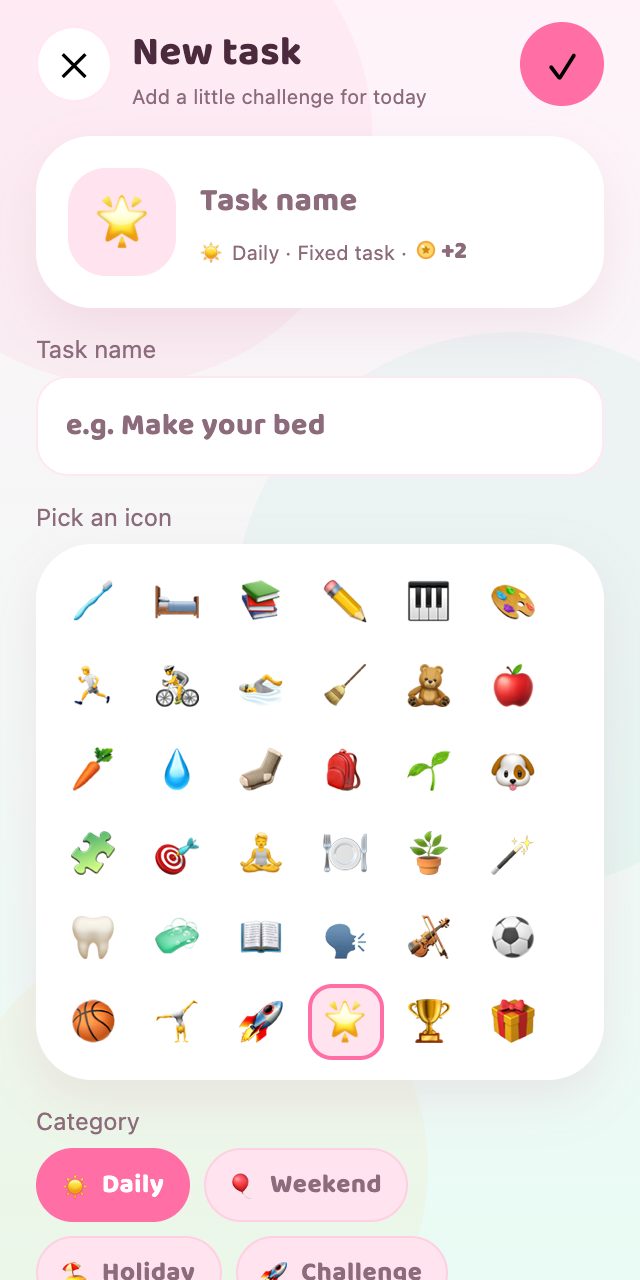 New task
Add a little challenge for today
Task name
Daily · Fixed task · +2
Task name
e.g. Make your bed
Pick an icon
Category
Daily
Weekend
Holiday
Challenge